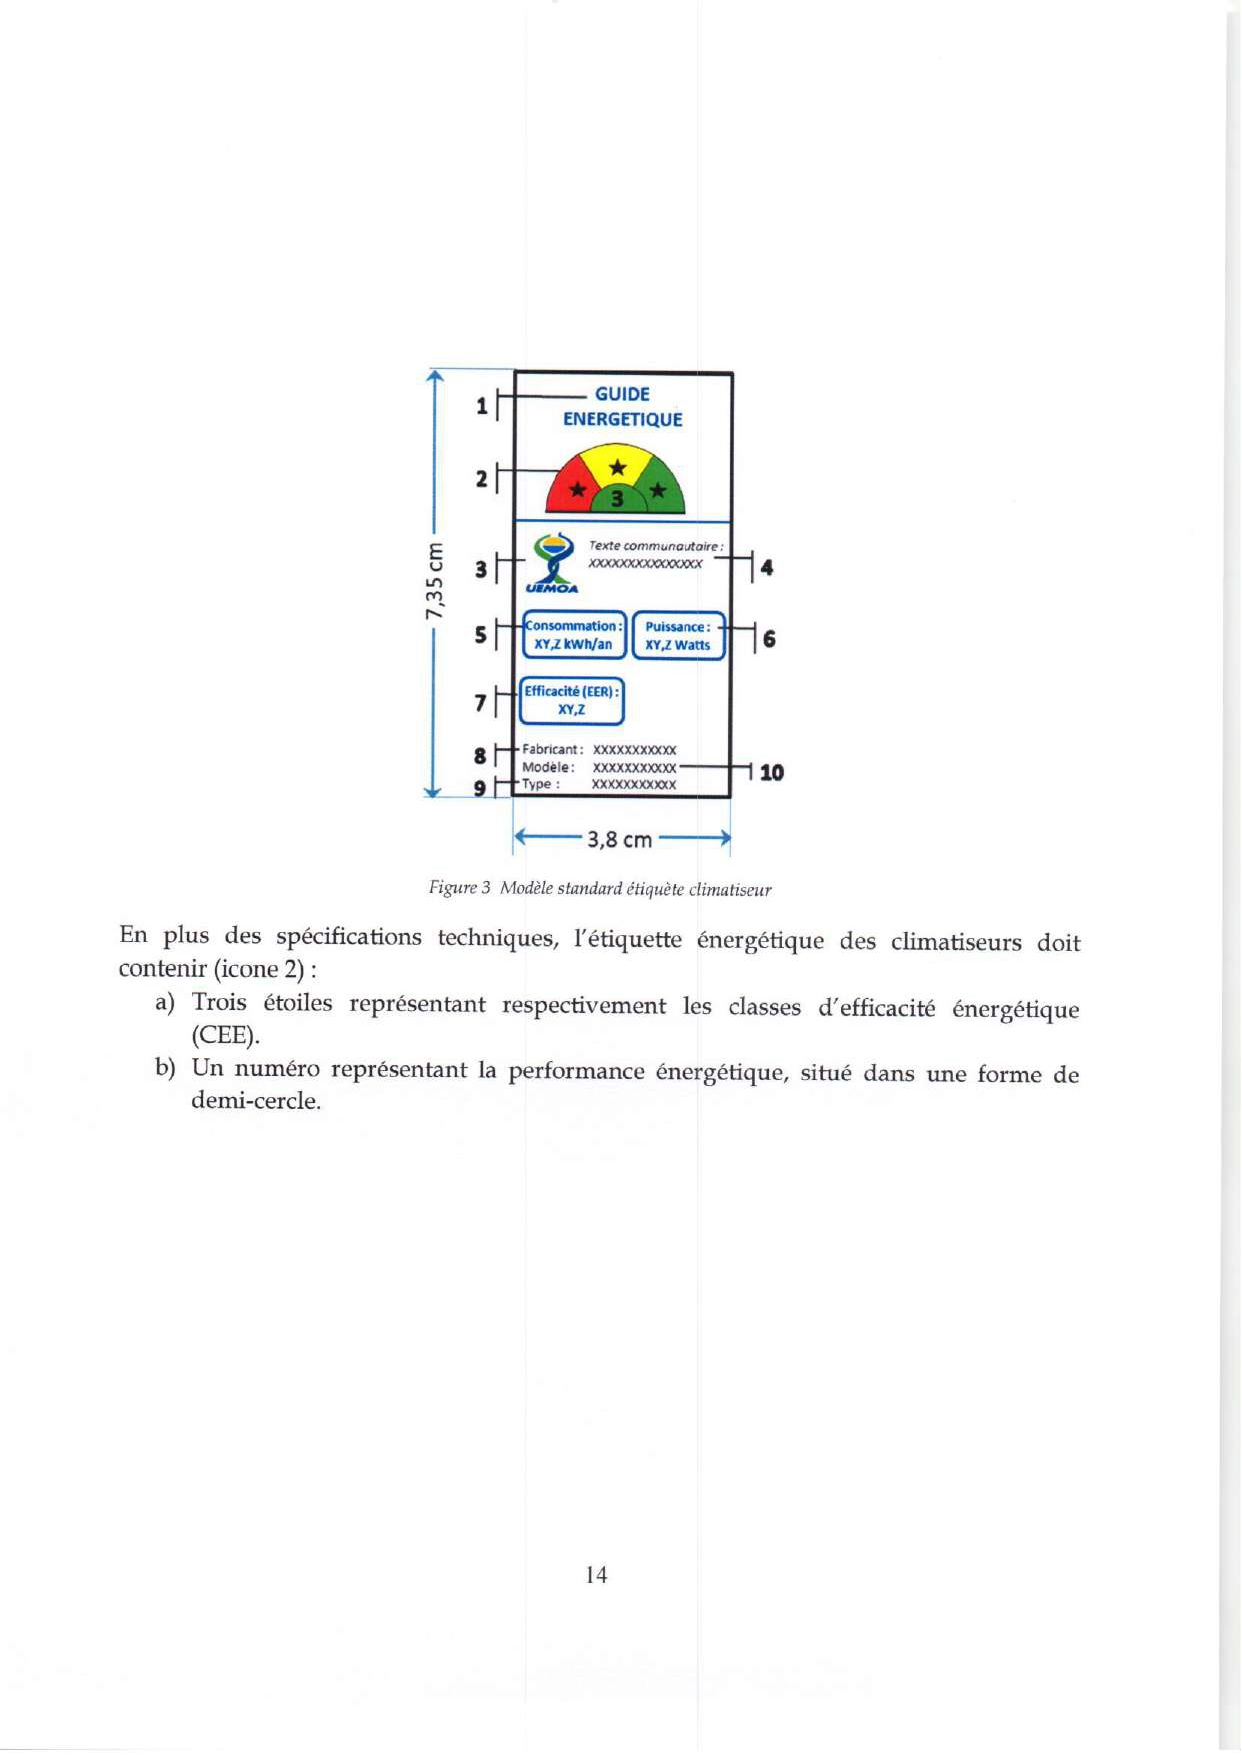 1
GUIDE
ENERGETIQUE
2
★
★ 3 ★
3
UEMOA
Texte communautaire :
XXXXXXXXXXXXXXX
4
7,35 cm
5
Consommation :
XY,Z kWh/an
Puissance :
XY,Z Watts
6
7
Efficacité (EER) :
XY,Z
8
Fabricant : XXXXXXXXXXX
Modèle : XXXXXXXXXXX
10
9
Type : XXXXXXXXXXX
3,8 cm
Figure 3 Modèle standard étiquète climatiseur
En plus des spécifications techniques, l'étiquette énergétique des climatiseurs doit
contenir (icone 2) :
a) Trois étoiles représentant respectivement les classes d'efficacité énergétique
(CEE).
b) Un numéro représentant la performance énergétique, situé dans une forme de
demi-cercle.
14